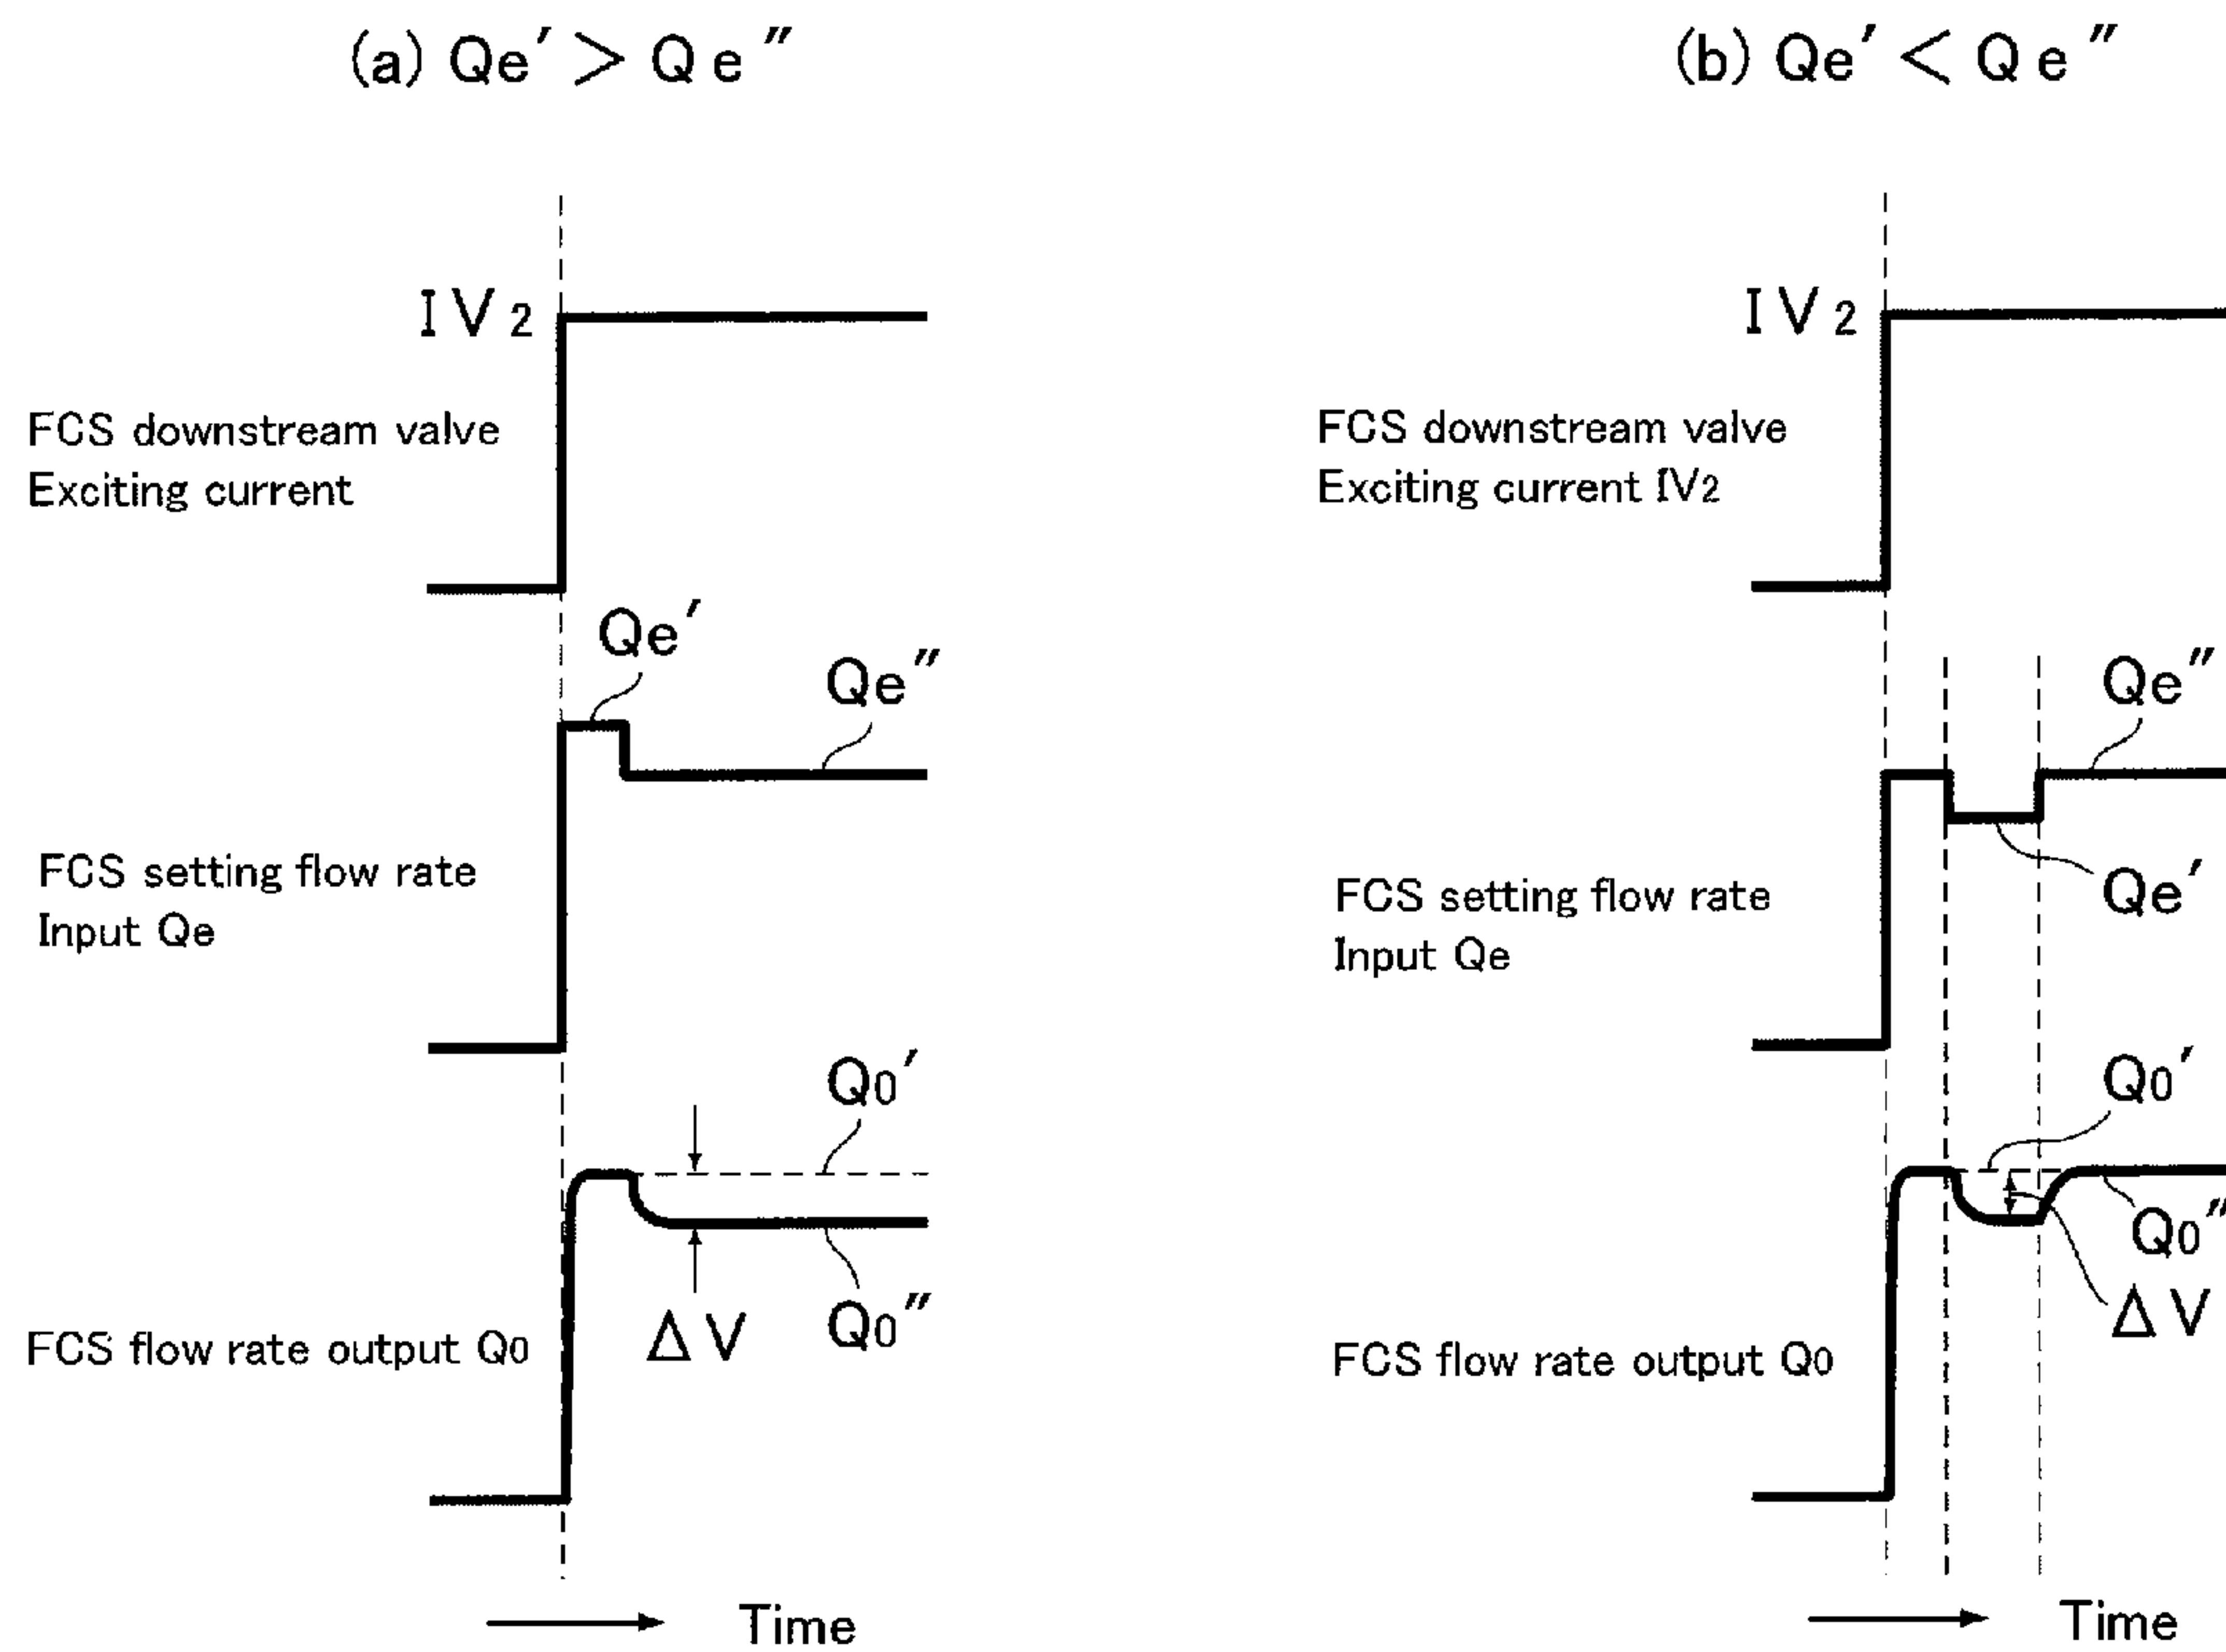 (a) Qe′ > Qe″
IV2
FCS downstream valve
Exciting current
Qe′
Qe″
FCS setting flow rate
Input Qe
Q0′
ΔV
Q0″
FCS flow rate output Q0
Time
(b) Qe′ < Qe″
IV2
FCS downstream valve
Exciting current IV2
Qe″
Qe′
FCS setting flow rate
Input Qe
Q0′
Q0″
ΔV
FCS flow rate output Q0
Time